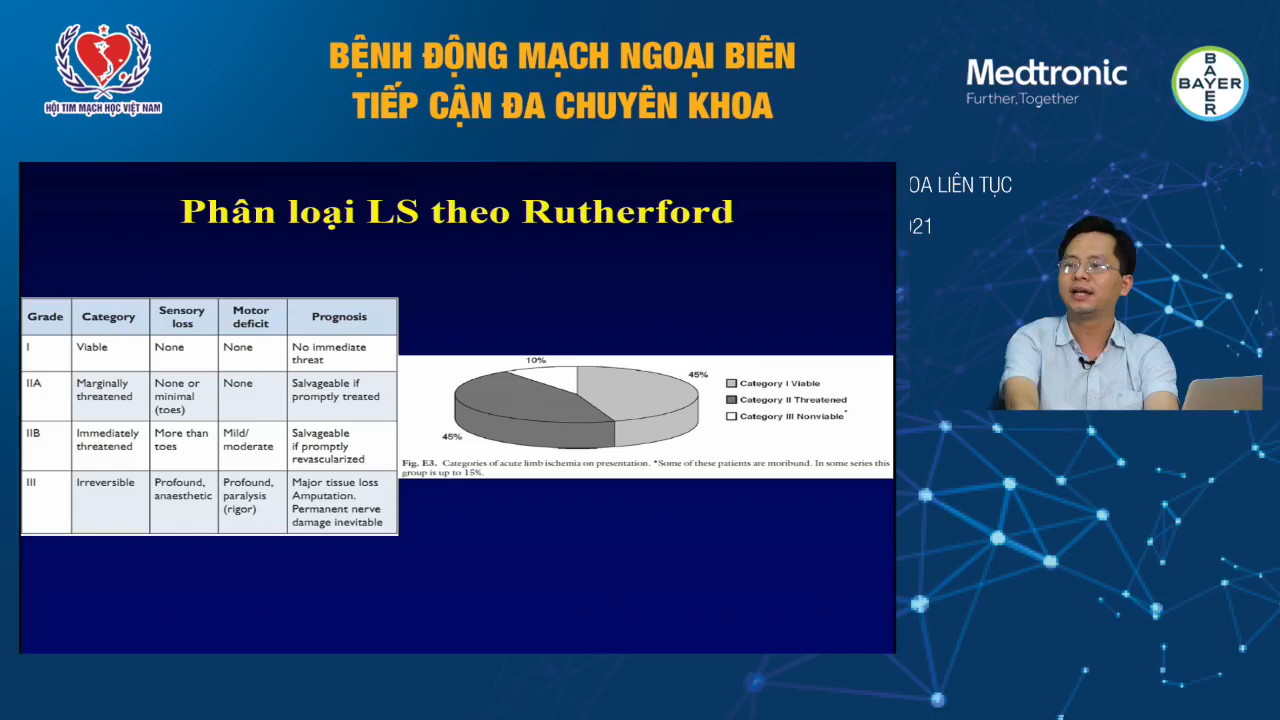 HỘI TIM MẠCH HỌC VIỆT NAM
BỆNH ĐỘNG MẠCH NGOẠI BIÊN
TIẾP CẬN ĐA CHUYÊN KHOA
Medtronic
Further, Together
BAYER
BAYER
OA LIÊN TỤC
021
Phân loại LS theo Rutherford
Grade Category Sensory loss Motor deficit Prognosis
I Viable None None No immediate threat
IIA Marginally threatened None or minimal (toes) None Salvageable if promptly treated
IIB Immediately threatened More than toes Mild/ moderate Salvageable if promptly revascularized
III Irreversible Profound, anaesthetic Profound, paralysis (rigor) Major tissue loss Amputation. Permanent nerve damage inevitable
10%
45%
45%
Category I Viable
Category II Threatened
Category III Nonviable*
Fig. E3. Categories of acute limb ischemia on presentation. *Some of these patients are moribund. In some series this
group is up to 15%.